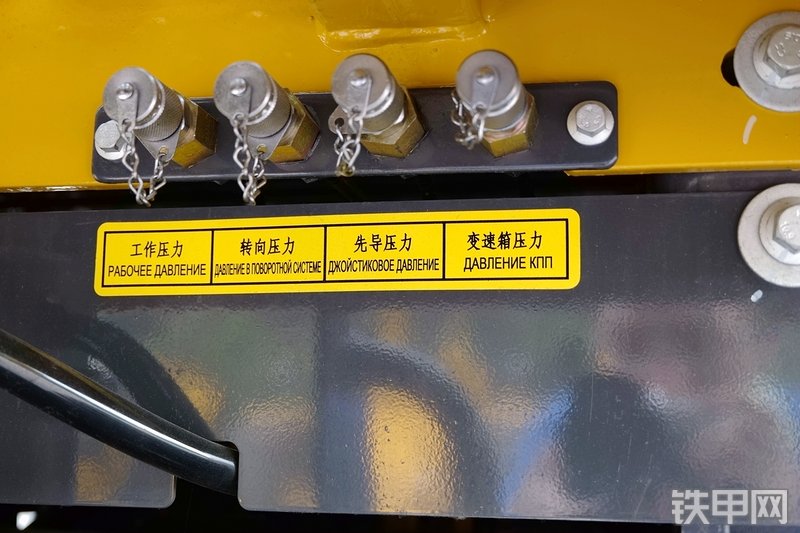 工作压力
РАБОЧЕЕ ДАВЛЕНИЕ
转向压力
ДАВЛЕНИЕ В ПОВОРОТНОЙ СИСТЕМЕ
先导压力
ДЖОЙСТИКОВОЕ ДАВЛЕНИЕ
变速箱压力
ДАВЛЕНИЕ КПП
铁甲网